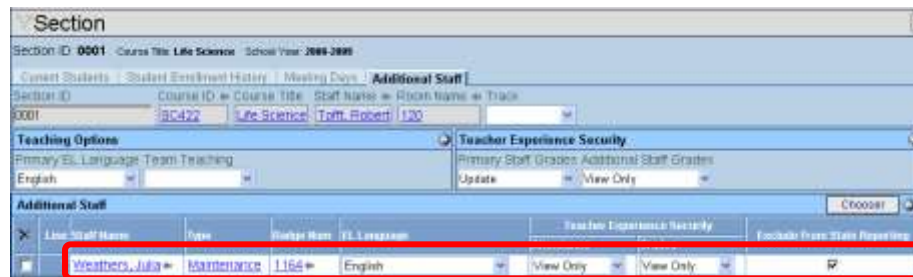 Section
Section ID: 0001 Course Title: Life Science School Year: 2008-2009
Current Students Student Enrollment History Meeting Days Additional Staff
Section ID Course ID Course Title Staff Name Room Name Track
0001 SC422 Life Science Tofft, Robert 120
Teaching Options Teacher Experience Security
Primary EL Language Team Teaching Primary Staff Grades Additional Staff Grades
English Update View Only
Additional Staff Chooser
Line Staff Name Type Badge Num EL Language Teacher Experience Security Exclude From State Reporting
Weathers, Julia Maintenance 1164 English View Only View Only